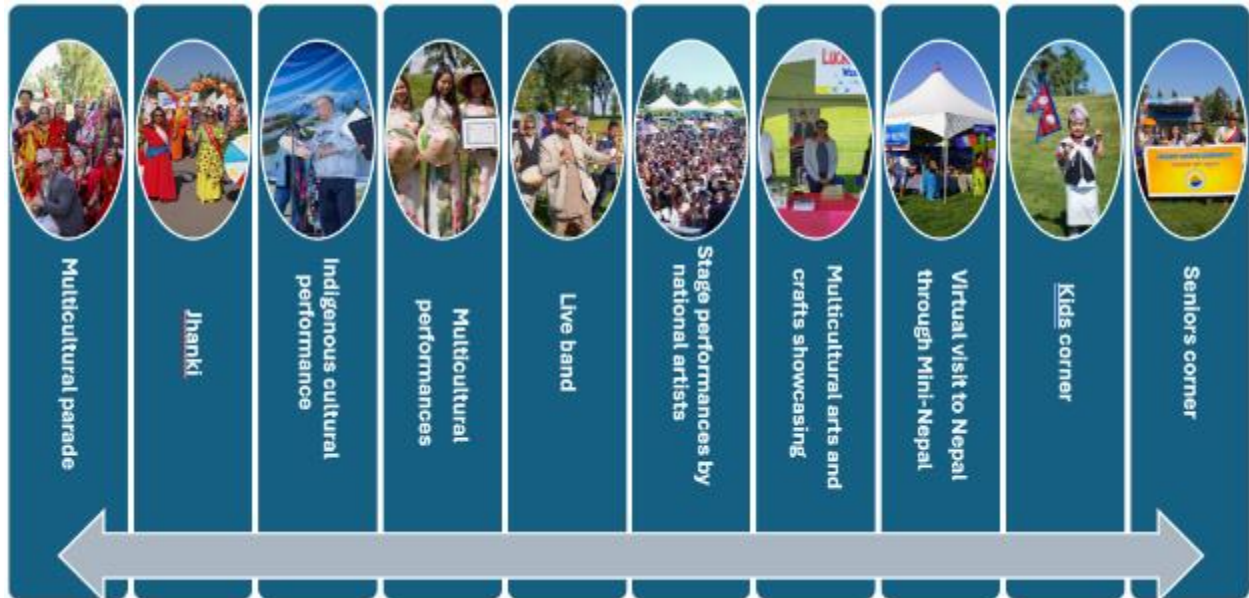 Multicultural parade
Jhanki
Indigenous cultural
performance
Multicultural
performances
Live band
Stage performances by
national artists
Multicultural arts and
crafts showcasing
Virtual visit to Nepal
through Mini-Nepal
Kids corner
Seniors corner